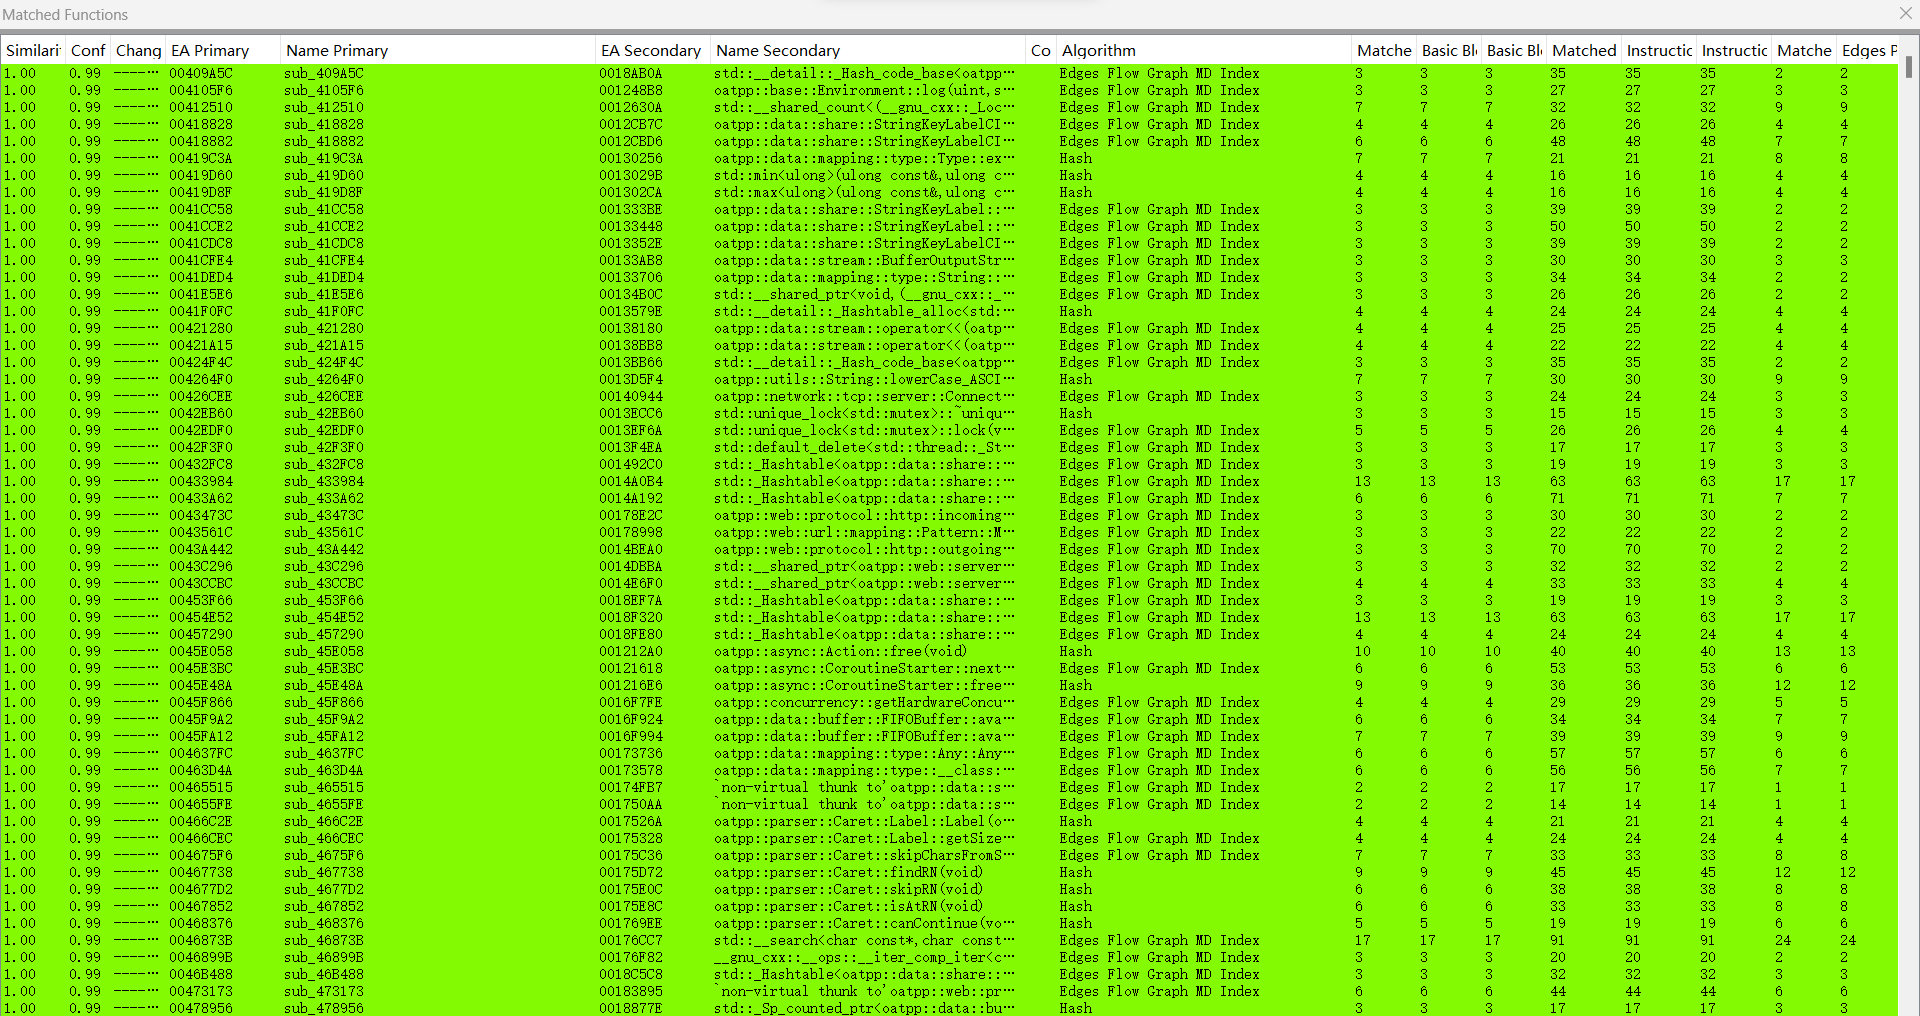 Matched Functions
Similari Conf Chang EA Primary Name Primary EA Secondary Name Secondary Co Algorithm Matche Basic Bl Basic Bl Matched Instructic Instructic Matche Edges P
1.00 0.99 ----··· 00409A5C sub_409A5C 0018AB0A std::__detail::_Hash_code_base<oatpp··· Edges Flow Graph MD Index 3 3 3 35 35 35 2 2
1.00 0.99 ----··· 004105F6 sub_4105F6 001248B8 oatpp::base::Environment::log(uint,s··· Edges Flow Graph MD Index 3 3 3 27 27 27 3 3
1.00 0.99 ----··· 00412510 sub_412510 0012630A std::__shared_count<(__gnu_cxx::_Loc··· Edges Flow Graph MD Index 7 7 7 32 32 32 9 9
1.00 0.99 ----··· 00418828 sub_418828 0012CB7C oatpp::data::share::StringKeyLabelCI··· Edges Flow Graph MD Index 4 4 4 26 26 26 4 4
1.00 0.99 ----··· 00418882 sub_418882 0012CBD6 oatpp::data::share::StringKeyLabelCI··· Edges Flow Graph MD Index 6 6 6 48 48 48 7 7
1.00 0.99 ----··· 00419C3A sub_419C3A 00130256 oatpp::data::mapping::type::Type::ex··· Hash 7 7 7 21 21 21 8 8
1.00 0.99 ----··· 00419D60 sub_419D60 0013029B std::min<ulong>(ulong const&,ulong c··· Hash 4 4 4 16 16 16 4 4
1.00 0.99 ----··· 00419D8F sub_419D8F 001302CA std::max<ulong>(ulong const&,ulong c··· Hash 4 4 4 16 16 16 4 4
1.00 0.99 ----··· 0041CC58 sub_41CC58 001333BE oatpp::data::share::StringKeyLabel::··· Edges Flow Graph MD Index 3 3 3 39 39 39 2 2
1.00 0.99 ----··· 0041CCE2 sub_41CCE2 00133448 oatpp::data::share::StringKeyLabel::··· Edges Flow Graph MD Index 3 3 3 50 50 50 2 2
1.00 0.99 ----··· 0041CDC8 sub_41CDC8 0013352E oatpp::data::share::StringKeyLabelCI··· Edges Flow Graph MD Index 3 3 3 39 39 39 2 2
1.00 0.99 ----··· 0041CFE4 sub_41CFE4 00133AB8 oatpp::data::stream::BufferOutputStr··· Edges Flow Graph MD Index 3 3 3 30 30 30 3 3
1.00 0.99 ----··· 0041DED4 sub_41DED4 00133706 oatpp::data::mapping::type::String::··· Edges Flow Graph MD Index 3 3 3 34 34 34 2 2
1.00 0.99 ----··· 0041E5E6 sub_41E5E6 00134B0C std::__shared_ptr<void,(__gnu_cxx::_··· Edges Flow Graph MD Index 3 3 3 26 26 26 2 2
1.00 0.99 ----··· 0041F0FC sub_41F0FC 0013579E std::__detail::_Hashtable_alloc<std:··· Hash 4 4 4 24 24 24 4 4
1.00 0.99 ----··· 00421280 sub_421280 00138180 oatpp::data::stream::operator<<(oatp··· Edges Flow Graph MD Index 4 4 4 25 25 25 4 4
1.00 0.99 ----··· 00421A15 sub_421A15 00138BB8 oatpp::data::stream::operator<<(oatp··· Edges Flow Graph MD Index 4 4 4 22 22 22 4 4
1.00 0.99 ----··· 00424F4C sub_424F4C 0013BB66 std::__detail::_Hash_code_base<oatpp··· Edges Flow Graph MD Index 3 3 3 35 35 35 2 2
1.00 0.99 ----··· 004264F0 sub_4264F0 0013D5F4 oatpp::utils::String::lowerCase_ASCI··· Hash 7 7 7 30 30 30 9 9
1.00 0.99 ----··· 00426CEE sub_426CEE 00140944 oatpp::network::tcp::server::Connect··· Edges Flow Graph MD Index 3 3 3 24 24 24 3 3
1.00 0.99 ----··· 0042EB60 sub_42EB60 0013ECC6 std::unique_lock<std::mutex>::~uniqu··· Hash 3 3 3 15 15 15 3 3
1.00 0.99 ----··· 0042EDF0 sub_42EDF0 0013EF6A std::unique_lock<std::mutex>::lock(v··· Edges Flow Graph MD Index 5 5 5 26 26 26 4 4
1.00 0.99 ----··· 0042F3F0 sub_42F3F0 0013F4EA std::default_delete<std::thread::_St··· Edges Flow Graph MD Index 3 3 3 17 17 17 3 3
1.00 0.99 ----··· 00432FC8 sub_432FC8 001492C0 std::_Hashtable<oatpp::data::share::··· Edges Flow Graph MD Index 3 3 3 19 19 19 3 3
1.00 0.99 ----··· 00433984 sub_433984 0014A0B4 std::_Hashtable<oatpp::data::share::··· Edges Flow Graph MD Index 13 13 13 63 63 63 17 17
1.00 0.99 ----··· 00433A62 sub_433A62 0014A192 std::_Hashtable<oatpp::data::share::··· Edges Flow Graph MD Index 6 6 6 71 71 71 7 7
1.00 0.99 ----··· 0043473C sub_43473C 00178E2C oatpp::web::protocol::http::incoming··· Edges Flow Graph MD Index 3 3 3 30 30 30 2 2
1.00 0.99 ----··· 0043561C sub_43561C 00178998 oatpp::web::url::mapping::Pattern::M··· Edges Flow Graph MD Index 3 3 3 22 22 22 2 2
1.00 0.99 ----··· 0043A442 sub_43A442 0014BEA0 oatpp::web::protocol::http::outgoing··· Edges Flow Graph MD Index 3 3 3 70 70 70 2 2
1.00 0.99 ----··· 0043C296 sub_43C296 0014DBBA std::__shared_ptr<oatpp::web::server··· Edges Flow Graph MD Index 3 3 3 32 32 32 2 2
1.00 0.99 ----··· 0043CCBC sub_43CCBC 0014E6F0 std::__shared_ptr<oatpp::web::server··· Edges Flow Graph MD Index 4 4 4 33 33 33 4 4
1.00 0.99 ----··· 00453F66 sub_453F66 0018EF7A std::_Hashtable<oatpp::data::share::··· Edges Flow Graph MD Index 3 3 3 19 19 19 3 3
1.00 0.99 ----··· 00454E52 sub_454E52 0018F320 std::_Hashtable<oatpp::data::share::··· Edges Flow Graph MD Index 13 13 13 63 63 63 17 17
1.00 0.99 ----··· 00457290 sub_457290 0018FE80 std::_Hashtable<oatpp::data::share::··· Edges Flow Graph MD Index 4 4 4 24 24 24 4 4
1.00 0.99 ----··· 0045E058 sub_45E058 001212A0 oatpp::async::Action::free(void) Hash 10 10 10 40 40 40 13 13
1.00 0.99 ----··· 0045E3BC sub_45E3BC 00121618 oatpp::async::CoroutineStarter::next··· Edges Flow Graph MD Index 6 6 6 53 53 53 6 6
1.00 0.99 ----··· 0045E48A sub_45E48A 001216E6 oatpp::async::CoroutineStarter::free··· Hash 9 9 9 36 36 36 12 12
1.00 0.99 ----··· 0045F866 sub_45F866 0016F7FE oatpp::concurrency::getHardwareConcu··· Edges Flow Graph MD Index 4 4 4 29 29 29 5 5
1.00 0.99 ----··· 0045F9A2 sub_45F9A2 0016F924 oatpp::data::buffer::FIFOBuffer::ava··· Edges Flow Graph MD Index 6 6 6 34 34 34 7 7
1.00 0.99 ----··· 0045FA12 sub_45FA12 0016F994 oatpp::data::buffer::FIFOBuffer::ava··· Edges Flow Graph MD Index 7 7 7 39 39 39 9 9
1.00 0.99 ----··· 004637FC sub_4637FC 00173736 oatpp::data::mapping::type::Any::Any··· Edges Flow Graph MD Index 6 6 6 57 57 57 6 6
1.00 0.99 ----··· 00463D4A sub_463D4A 00173578 oatpp::data::mapping::type::__class:··· Edges Flow Graph MD Index 6 6 6 56 56 56 7 7
1.00 0.99 ----··· 00465515 sub_465515 00174FB7 `non-virtual thunk to'oatpp::data::s··· Edges Flow Graph MD Index 2 2 2 17 17 17 1 1
1.00 0.99 ----··· 004655FE sub_4655FE 001750AA `non-virtual thunk to'oatpp::data::s··· Edges Flow Graph MD Index 2 2 2 14 14 14 1 1
1.00 0.99 ----··· 00466C2E sub_466C2E 0017526A oatpp::parser::Caret::Label::Label(o··· Hash 4 4 4 21 21 21 4 4
1.00 0.99 ----··· 00466CEC sub_466CEC 00175328 oatpp::parser::Caret::Label::getSize··· Edges Flow Graph MD Index 4 4 4 24 24 24 4 4
1.00 0.99 ----··· 004675F6 sub_4675F6 00175C36 oatpp::parser::Caret::skipCharsFromS··· Edges Flow Graph MD Index 7 7 7 33 33 33 8 8
1.00 0.99 ----··· 00467738 sub_467738 00175D72 oatpp::parser::Caret::findRN(void) Hash 9 9 9 45 45 45 12 12
1.00 0.99 ----··· 004677D2 sub_4677D2 00175E0C oatpp::parser::Caret::skipRN(void) Hash 6 6 6 38 38 38 8 8
1.00 0.99 ----··· 00467852 sub_467852 00175E8C oatpp::parser::Caret::isAtRN(void) Hash 6 6 6 33 33 33 8 8
1.00 0.99 ----··· 00468376 sub_468376 001769EE oatpp::parser::Caret::canContinue(vo··· Hash 5 5 5 19 19 19 6 6
1.00 0.99 ----··· 0046873B sub_46873B 00176CC7 std::__search<char const*,char const··· Edges Flow Graph MD Index 17 17 17 91 91 91 24 24
1.00 0.99 ----··· 0046899B sub_46899B 00176F82 __gnu_cxx::__ops::__iter_comp_iter<c··· Edges Flow Graph MD Index 3 3 3 20 20 20 2 2
1.00 0.99 ----··· 0046B488 sub_46B488 0018C5C8 std::_Hashtable<oatpp::data::share::··· Edges Flow Graph MD Index 3 3 3 32 32 32 3 3
1.00 0.99 ----··· 00473173 sub_473173 00183895 `non-virtual thunk to'oatpp::web::pr··· Edges Flow Graph MD Index 6 6 6 44 44 44 6 6
1.00 0.99 ----··· 00478956 sub_478956 0018877E std::_Sp_counted_ptr<oatpp::data::bu··· Hash 3 3 3 17 17 17 3 3